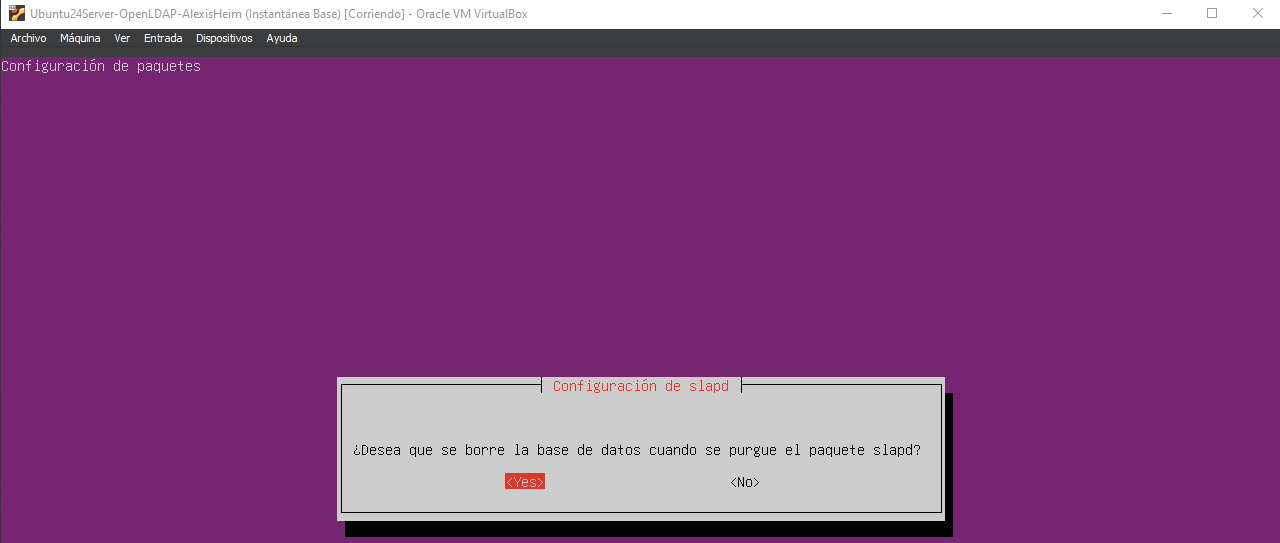 Ubuntu24Server-OpenLDAP-AlexisHeim (Instantánea Base) [Corriendo] - Oracle VM VirtualBox
Archivo Máquina Ver Entrada Dispositivos Ayuda
Configuración de paquetes
Configuración de slapd
¿Desea que se borre la base de datos cuando se purgue el paquete slapd?
<Yes> <No>